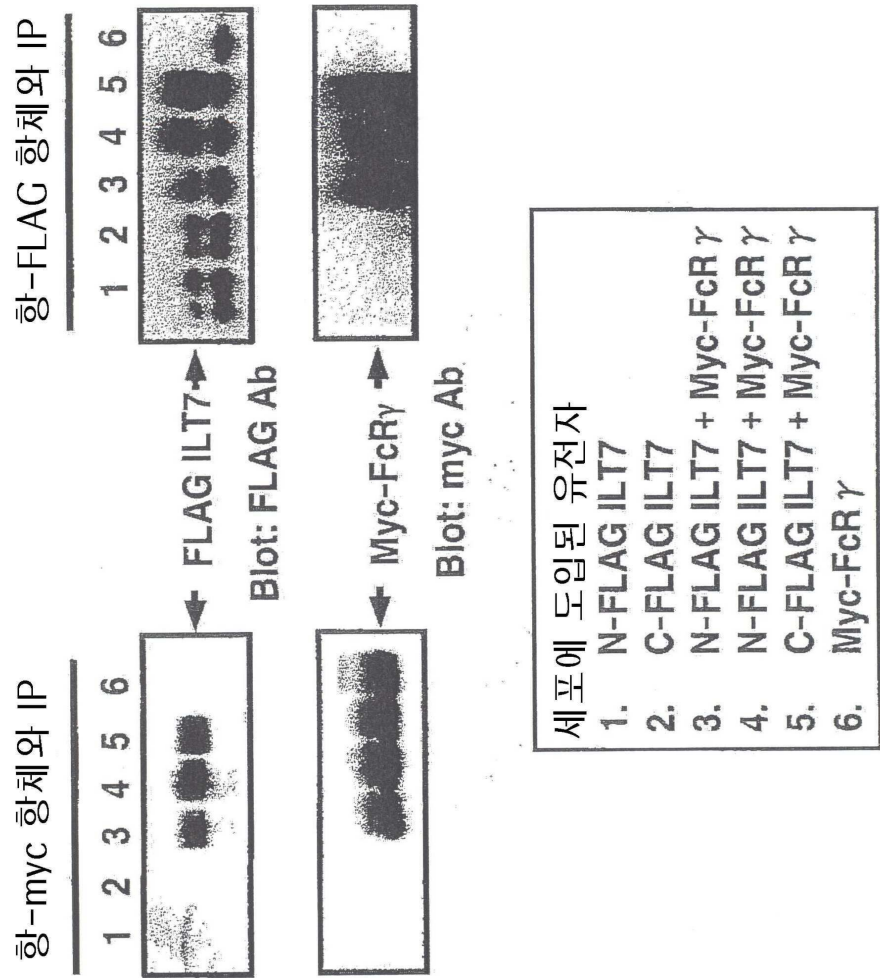 항-myc 항체와 IP
1 2 3 4 5 6
항-FLAG 항체와 IP
1 2 3 4 5 6
FLAG ILT7
Blot: FLAG Ab
Myc-FcRγ
Blot: myc Ab
세포에 도입된 유전자
1. N-FLAG ILT7
2. C-FLAG ILT7
3. N-FLAG ILT7 + Myc-FcRγ
4. N-FLAG ILT7 + Myc-FcRγ
5. C-FLAG ILT7 + Myc-FcRγ
6. Myc-FcRγ